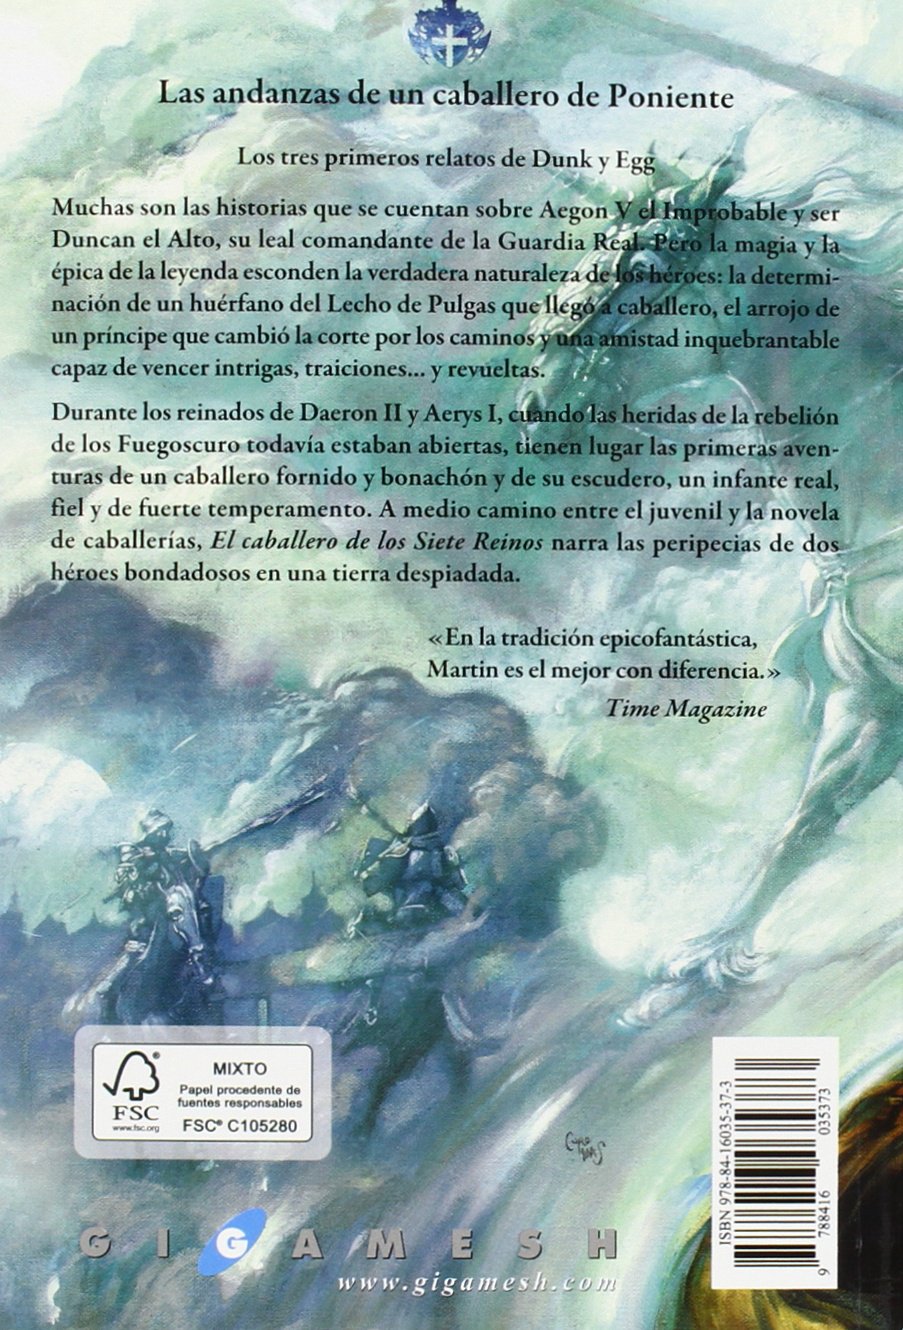 Las andanzas de un caballero de Poniente
Los tres primeros relatos de Dunk y Egg
Muchas son las historias que se cuentan sobre Aegon V el Improbable y ser
Duncan el Alto, su leal comandante de la Guardia Real. Pero la magia y la
épica de la leyenda esconden la verdadera naturaleza de los héroes: la determi-
nación de un huérfano del Lecho de Pulgas que llegó a caballero, el arrojo de
un príncipe que cambió la corte por los caminos y una amistad inquebrantable
capaz de vencer intrigas, traiciones... y revueltas.
Durante los reinados de Daeron II y Aerys I, cuando las heridas de la rebelión
de los Fuegoscuro todavía estaban abiertas, tienen lugar las primeras aven-
turas de un caballero fornido y bonachón y de su escudero, un infante real,
fiel y de fuerte temperamento. A medio camino entre el juvenil y la novela
de caballerías, El caballero de los Siete Reinos narra las peripecias de dos
héroes bondadosos en una tierra despiadada.
«En la tradición epicofantástica,
Martin es el mejor con diferencia.»
Time Magazine
FSC®
www.fsc.org
MIXTO
Papel procedente de
fuentes responsables
FSC® C105280
ISBN 978-84-16035-37-3
9 788416 035373
GIGAMESH
www.gigamesh.com